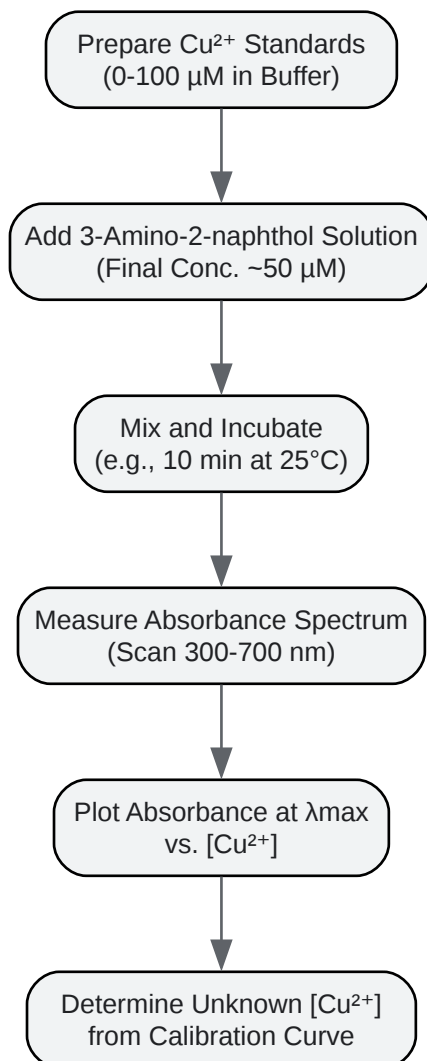 Prepare Cu²⁺ Standards
(0-100 µM in Buffer)
Add 3-Amino-2-naphthol Solution
(Final Conc. ~50 µM)
Mix and Incubate
(e.g., 10 min at 25°C)
Measure Absorbance Spectrum
(Scan 300-700 nm)
Plot Absorbance at λmax
vs. [Cu²⁺]
Determine Unknown [Cu²⁺]
from Calibration Curve